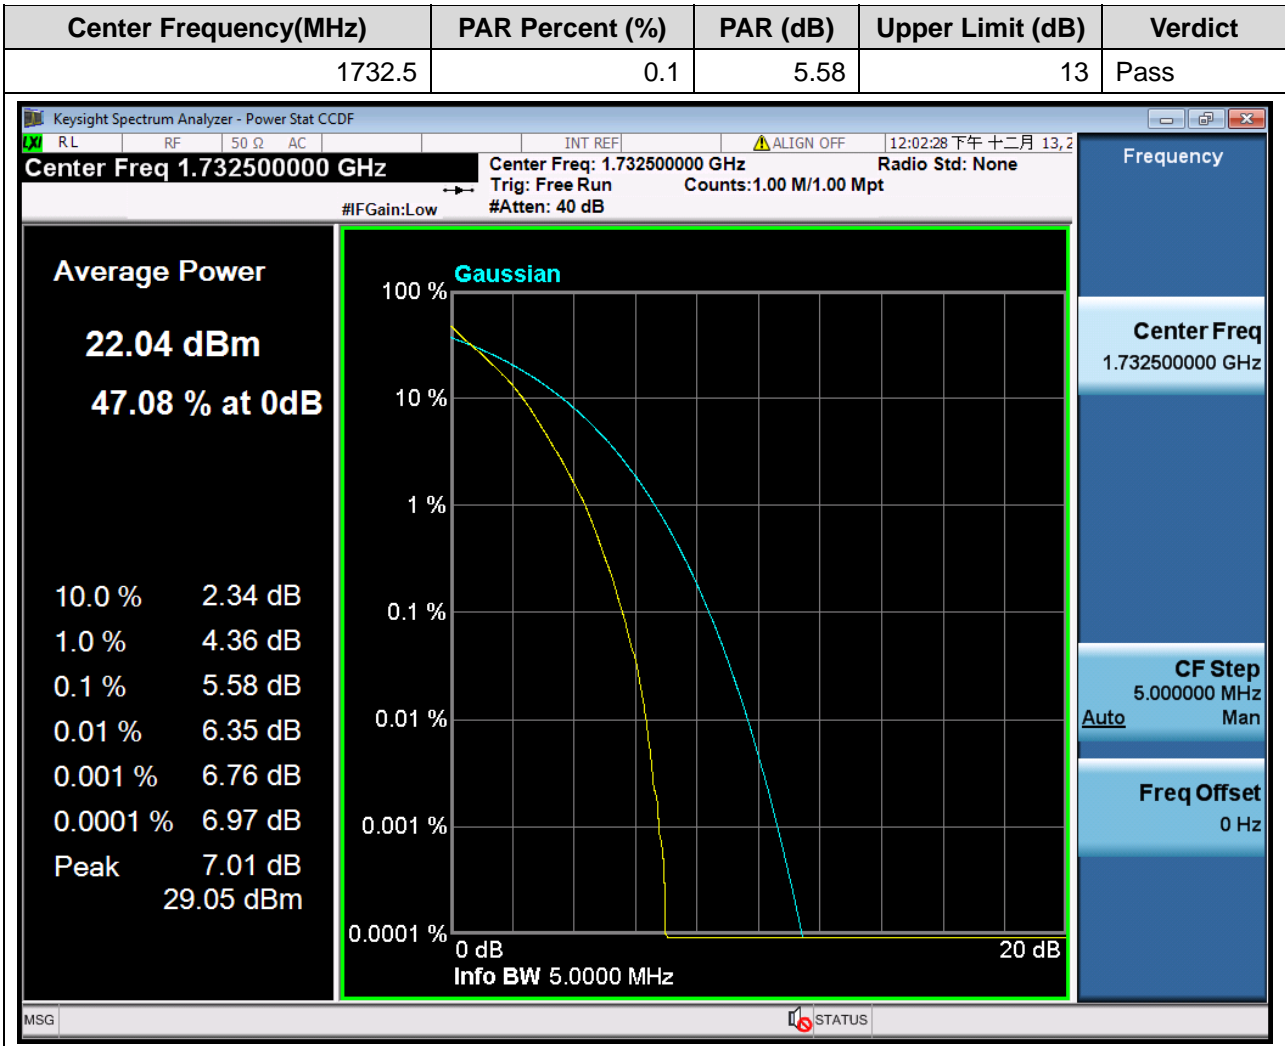 Center Frequency(MHz) PAR Percent (%) PAR (dB) Upper Limit (dB) Verdict
1732.5 0.1 5.58 13 Pass
Keysight Spectrum Analyzer - Power Stat CCDF
LXI RL RF 50 Ω AC INT REF ALIGN OFF 12:02:28 下午 十二月 13, 2
Center Freq 1.732500000 GHz
Center Freq: 1.732500000 GHz Radio Std: None
Trig: Free Run Counts:1.00 M/1.00 Mpt
#IFGain:Low #Atten: 40 dB
Frequency
Average Power
22.04 dBm
47.08 % at 0dB
10.0 % 2.34 dB
1.0 % 4.36 dB
0.1 % 5.58 dB
0.01 % 6.35 dB
0.001 % 6.76 dB
0.0001 % 6.97 dB
Peak 7.01 dB
29.05 dBm
Gaussian
100 %
10 %
1 %
0.1 %
0.01 %
0.001 %
0.0001 %
0 dB 20 dB
Info BW 5.0000 MHz
Center Freq
1.732500000 GHz
CF Step
5.000000 MHz
Auto Man
Freq Offset
0 Hz
MSG STATUS